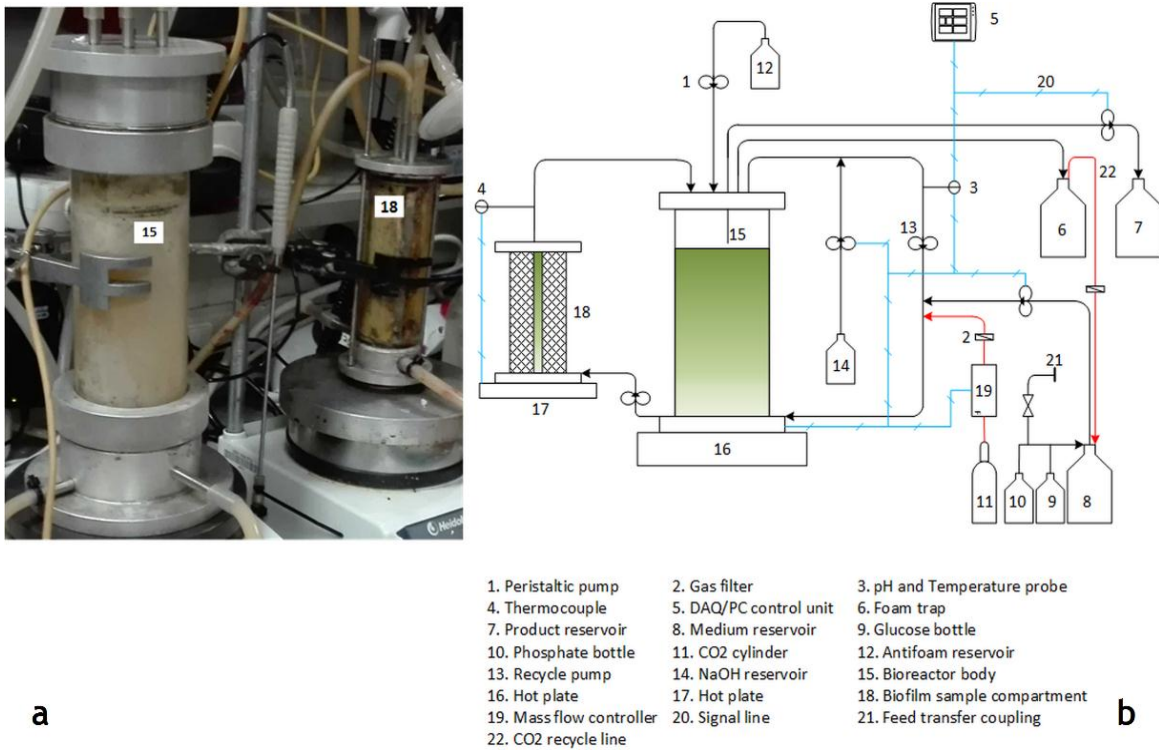 15
18
Heidol
a
5
1
12
20
22
4
3
15
6
7
13
18
2
14
19
21
17
16
11
10
9
8
1. Peristaltic pump 2. Gas filter 3. pH and Temperature probe
4. Thermocouple 5. DAQ/PC control unit 6. Foam trap
7. Product reservoir 8. Medium reservoir 9. Glucose bottle
10. Phosphate bottle 11. CO2 cylinder 12. Antifoam reservoir
13. Recycle pump 14. NaOH reservoir 15. Bioreactor body
16. Hot plate 17. Hot plate 18. Biofilm sample compartment
19. Mass flow controller 20. Signal line 21. Feed transfer coupling
22. CO2 recycle line
b